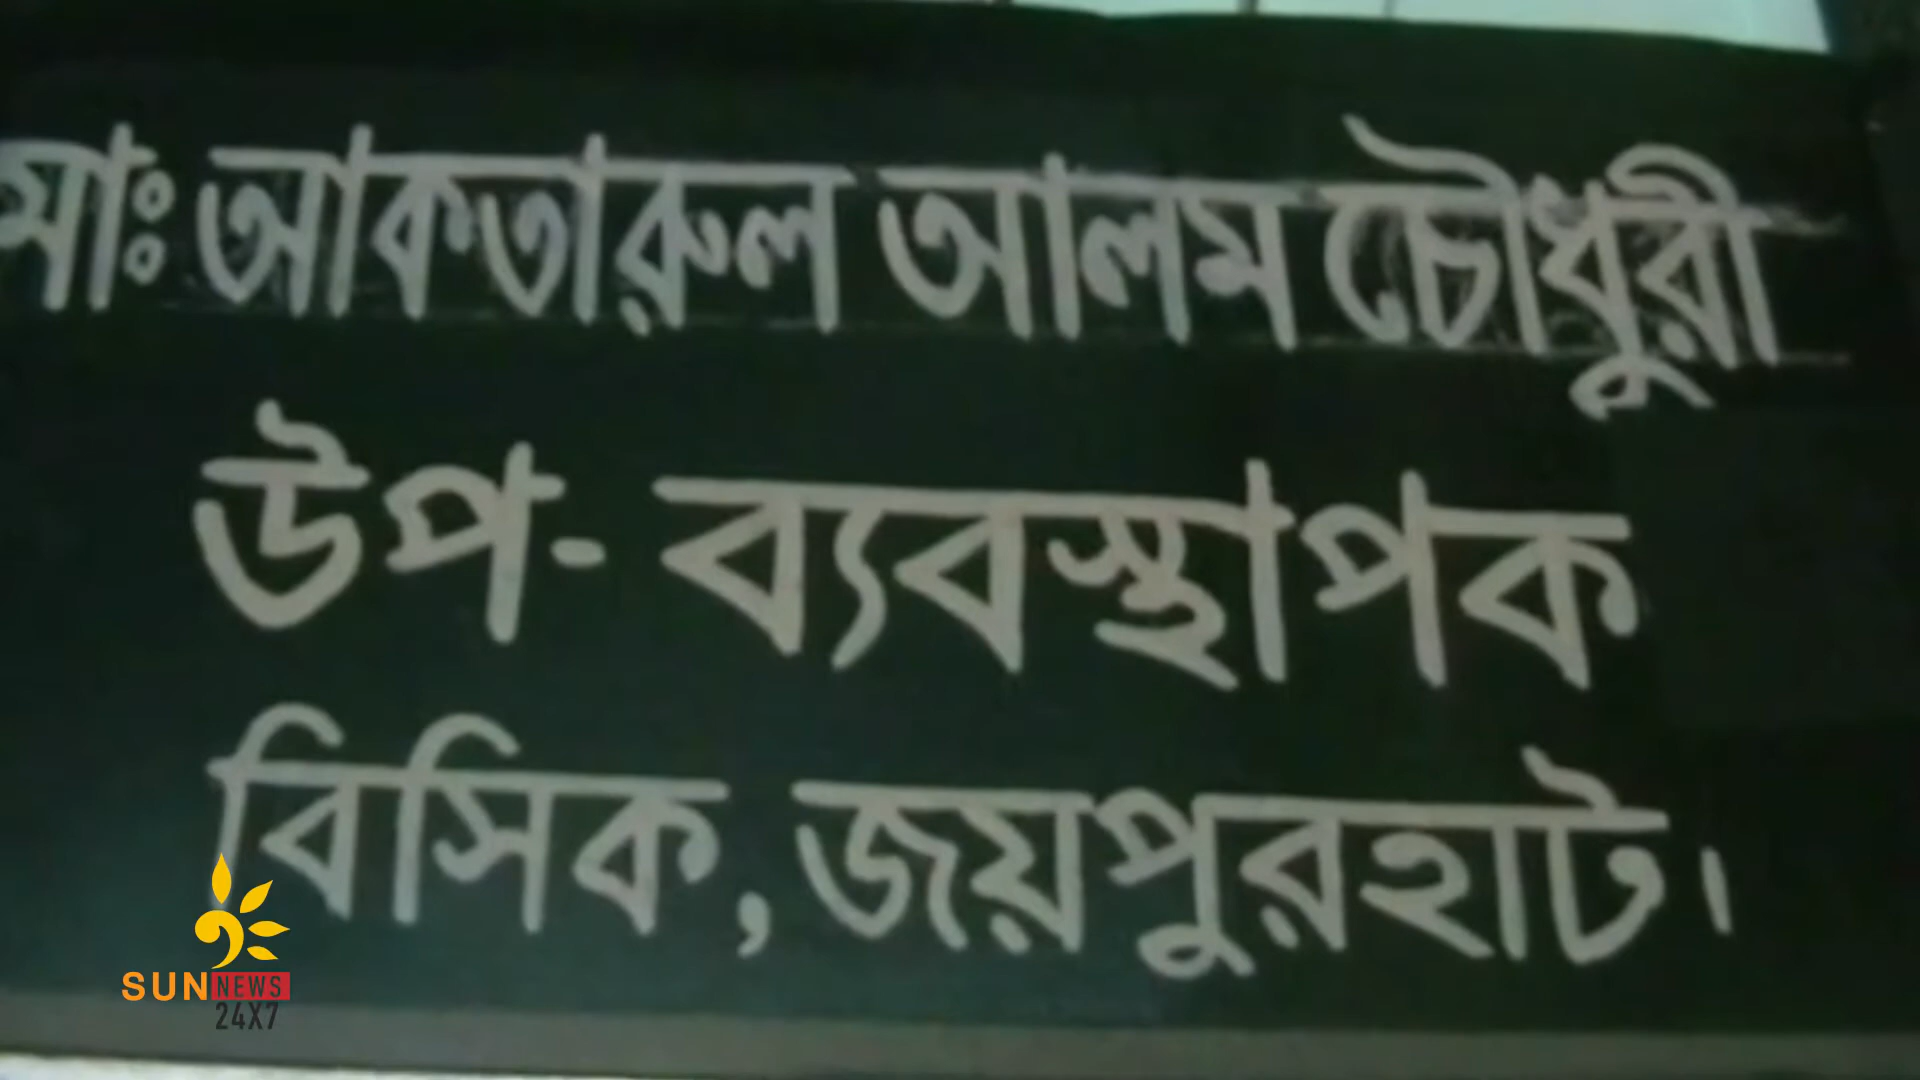 মাঃ আকতারুল আলম চৌধুরী
উপ-ব্যবস্থাপক
বিসিক, জয়পুরহাট।
SUN NEWS
24X7